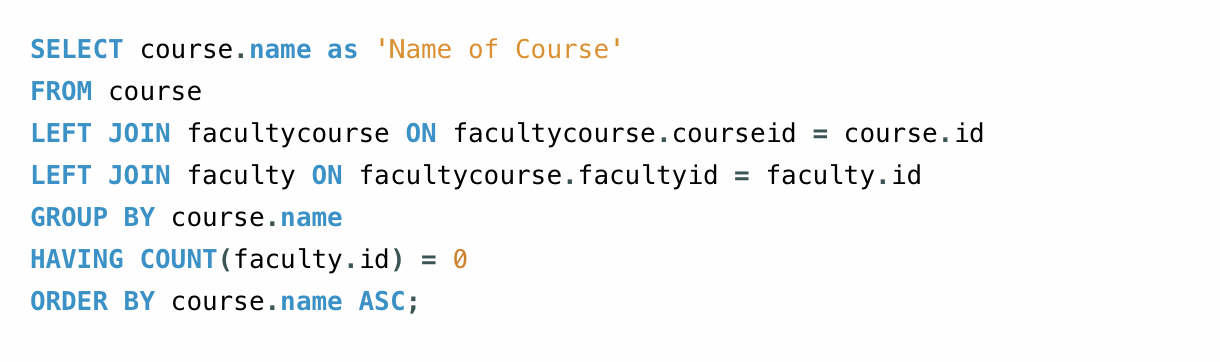 SELECT course.name as 'Name of Course'
FROM course
LEFT JOIN facultycourse ON facultycourse.courseid = course.id
LEFT JOIN faculty ON facultycourse.facultyid = faculty.id
GROUP BY course.name
HAVING COUNT(faculty.id) = 0
ORDER BY course.name ASC;